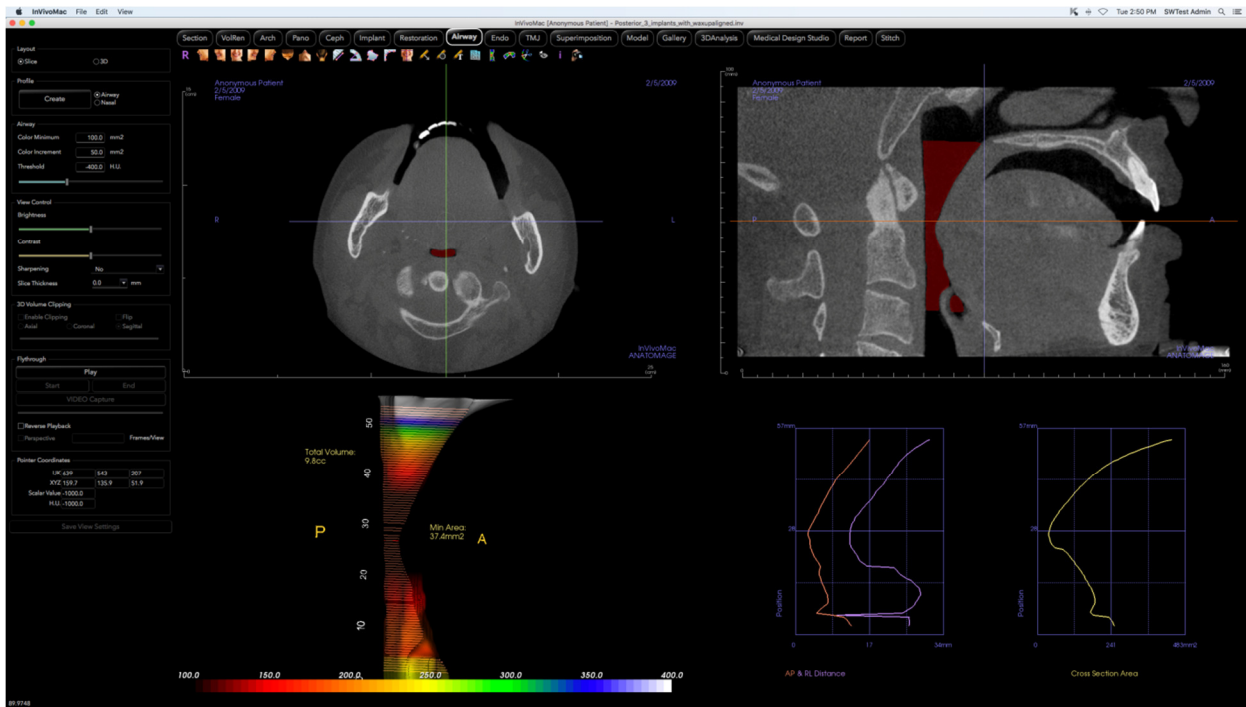 InVivoMac File Edit View
Tue 2:50 PM SWTest Admin
InVivoMac [Anonymous Patient] - Posterior_3_implants_with_waxupaligned.inv
Section VolRen Arch Pano Ceph Implant Restoration Airway Endo TMJ Superimposition Model Gallery 3DAnalysis Medical Design Studio Report Stitch
Layout
Slice 3D
Profile
Create
Airway
Nasal
Airway
Color Minimum 100.0 mm2
Color Increment 50.0 mm2
Threshold -400.0 H.U.
View Control
Brightness
Contrast
Sharpening No
Slice Thickness 0.0 mm
3D Volume Clipping
Enable Clipping Flip
Axial Coronal Sagittal
Flythrough
Play
Start End
VIDEO Capture
Reverse Playback
Perspective Frames/View
Pointer Coordinates
XYZ 159.7 135.9 51.9
Scaler Value -1000.0
H.U. -1000.0
Save View Settings
89.9748
Anonymous Patient
2/5/2009
Female
2/5/2009
R
L
InVivoMac
ANATOMAGE
25
(cm)
100
(mm)
Anonymous Patient
Female
2/5/2009
P
A
ANATOMAGE
160
(mm)
Total Volume:
9.8cc
50
40
30
20
10
P
Min Area:
37.4mm2
A
100.0 150.0 200.0 250.0 300.0 350.0 400.0
57mm
28
Position
0 17 34mm
AP & RL Distance
57mm
28
Position
0 241 483mm2
Cross Section Area